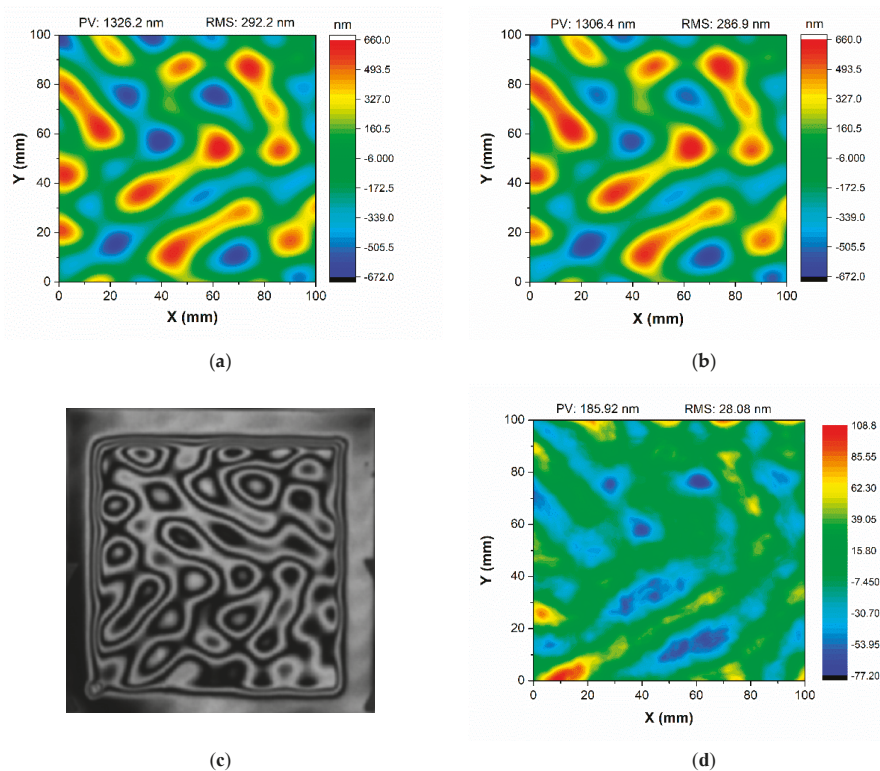 PV: 1326.2 nm RMS: 292.2 nm nm
100
80
60
40
20
0
Y (mm)
0 20 40 60 80 100
X (mm)
660.0
493.5
327.0
160.5
-6.000
-172.5
-339.0
-505.5
-672.0
(a)
PV: 1306.4 nm RMS: 286.9 nm nm
100
80
60
40
20
0
Y (mm)
0 20 40 60 80 100
X (mm)
660.0
493.5
327.0
160.5
-6.000
-172.5
-339.0
-505.5
-672.0
(b)
(c)
PV: 185.92 nm RMS: 28.08 nm
100
80
60
40
20
0
Y (mm)
0 20 40 60 80 100
X (mm)
108.8
85.55
62.30
39.05
15.80
-7.450
-30.70
-53.95
-77.20
(d)